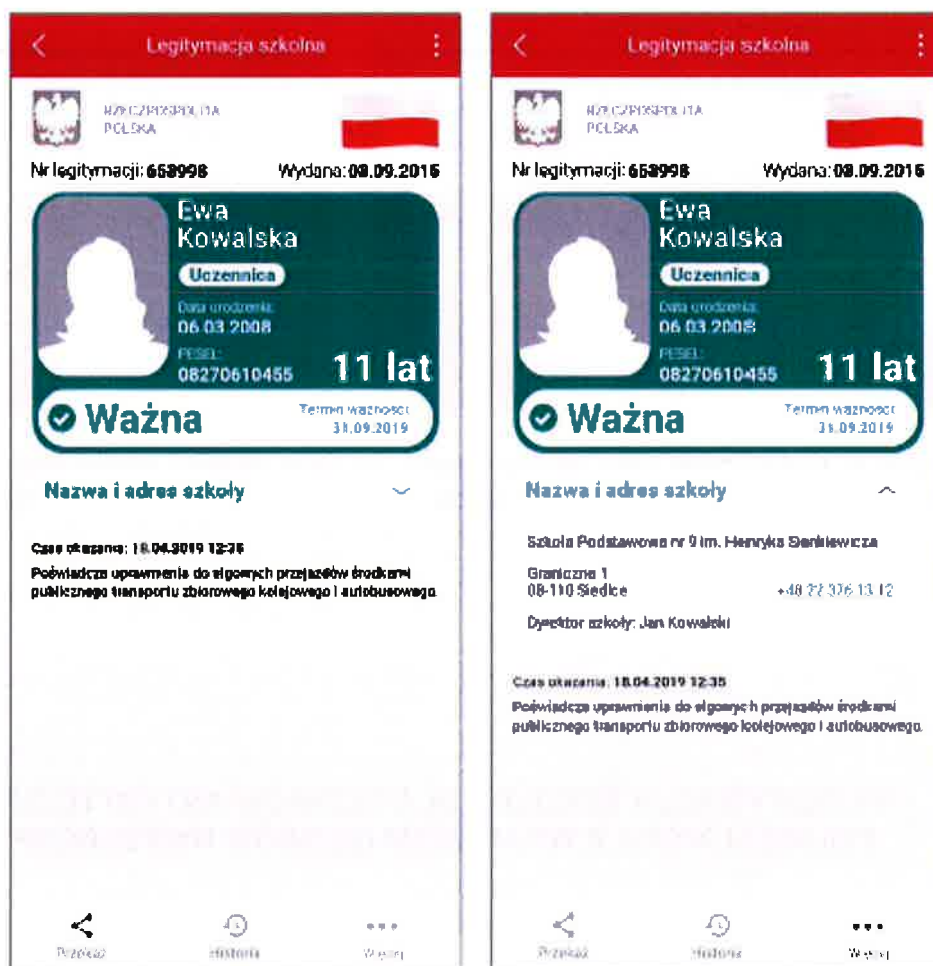 Legitymacja szkolna
RZECZPOSPOLITA
POLSKA
Nr legitymacji: 658998 Wydana: 08.09.2015
Ewa
Kowalska
Uczennica
Data urodzenia:
06 03 2008
PESEL:
08270610455
11 lat
Ważna
Termin ważności:
31.09.2019
Nazwa i adres szkoły
Czas okazania: 18.04.2019 12:35
Poświadcza uprawnienia do ulgowych przejazdów środkami
publicznego transportu zbiorowego kolejowego i autobusowego.
Przekaż Historia Więcej
Legitymacja szkolna
RZECZPOSPOLITA
POLSKA
Nr legitymacji: 658998 Wydana: 08.09.2015
Ewa
Kowalska
Uczennica
Data urodzenia:
06 03 2008
PESEL:
08270610455
11 lat
Ważna
Termin ważności:
31.09.2019
Nazwa i adres szkoły
Szkoła Podstawowa nr 9 im. Henryka Sienkiewicza
Graniczna 1
08-110 Siedlce +48 22 376 13 12
Dyrektor szkoły: Jan Kowalski
Czas okazania: 18.04.2019 12:35
Poświadcza uprawnienia do ulgowych przejazdów środkami
publicznego transportu zbiorowego kolejowego i autobusowego.
Przekaż Historia Więcej